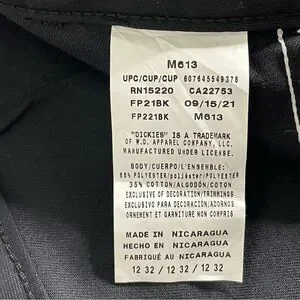 M613
UPC/CUP/CUP 607645549378
RN15220 CA22753
FP21BK 09/15/21
FP221BK M613
"DICKIES" IS A TRADEMARK
OF W.D. APPAREL COMPANY, LLC.
MANUFACTURED UNDER LICENSE.
BODY/CUERPO/L'ENSEMBLE:
65% POLYESTER/poliéster/POLYESTER
35% COTTON/ALGODÓN/COTON
EXCLUSIVE OF DECORATION/TRIMMINGS
EXCLUSIVO PARA DECORACIÓN/ADORNOS
ORNEMENT ET GARNITURE NON COMPRIS
MADE IN NICARAGUA
HECHO EN NICARAGUA
FABRIQUÉ AU NICARAGUA
12 32 / 12 32 / 12 32